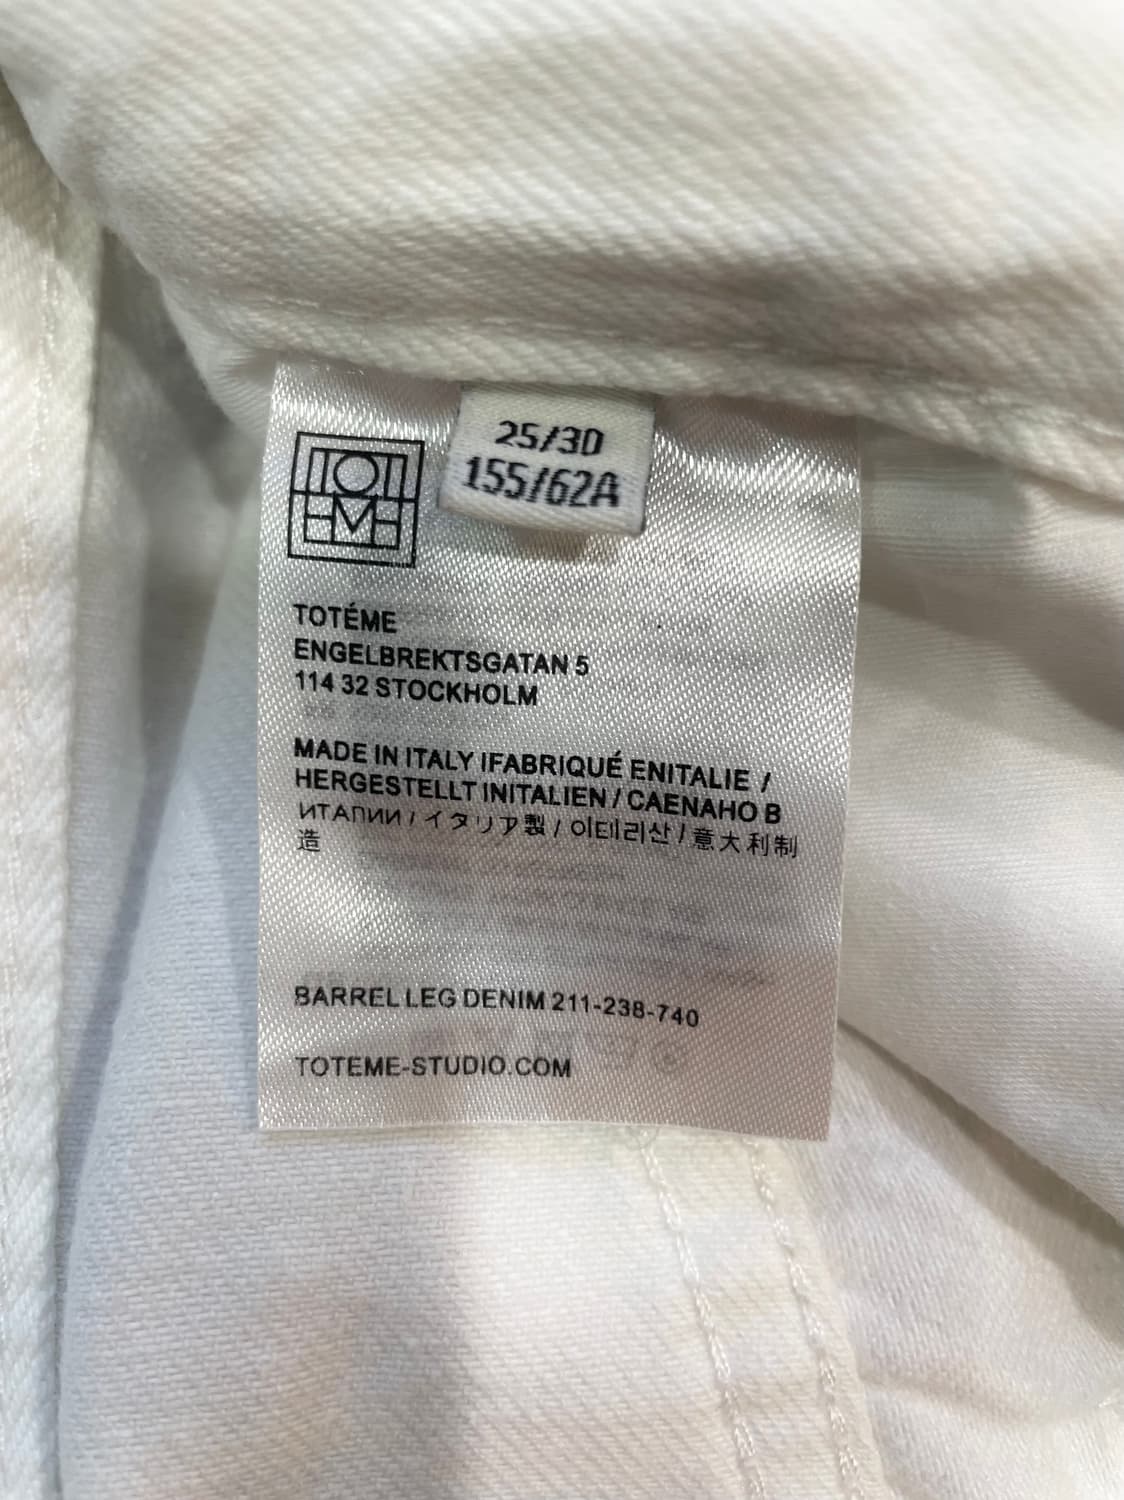 25/30
155/62A
TOTÉME
ENGELBREKTSGATAN 5
114 32 STOCKHOLM
MADE IN ITALY IFABRIQUÉ ENITALIE /
HERGESTELLT INITALIEN / CAENAHO B
ИТАПИИ / イタリア製 / 이테리산 / 意大利制
造
BARREL LEG DENIM 211-238-740
TOTEME-STUDIO.COM